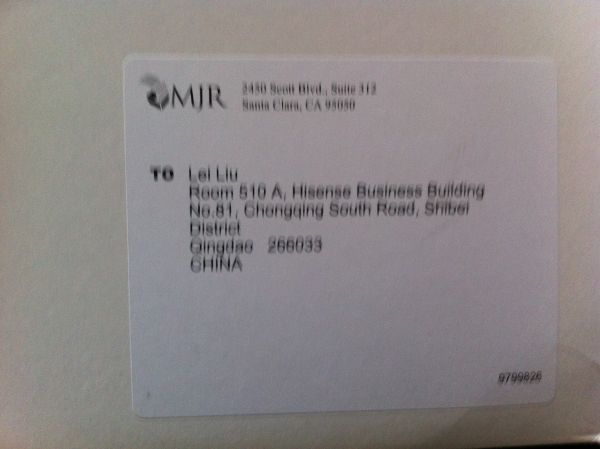 MJR
2450 Scott Blvd., Suite 312
Santa Clara, CA 95050
TO Lei Liu
Room 510 A, Hisense Business Building
No.81, Chongqing South Road, Shibei
District
Qingdao 266033
CHINA
9799826